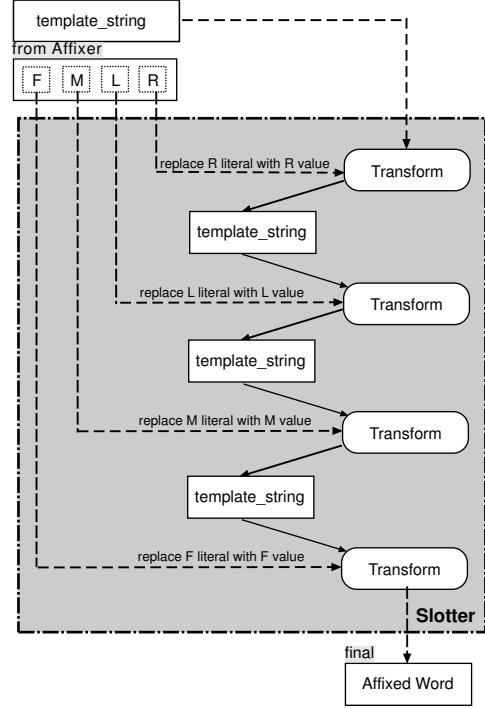 template_string
from Affixer
F M L R
replace R literal with R value
Transform
template_string
replace L literal with L value
Transform
template_string
replace M literal with M value
Transform
template_string
replace F literal with F value
Transform
Slotter
final
Affixed Word